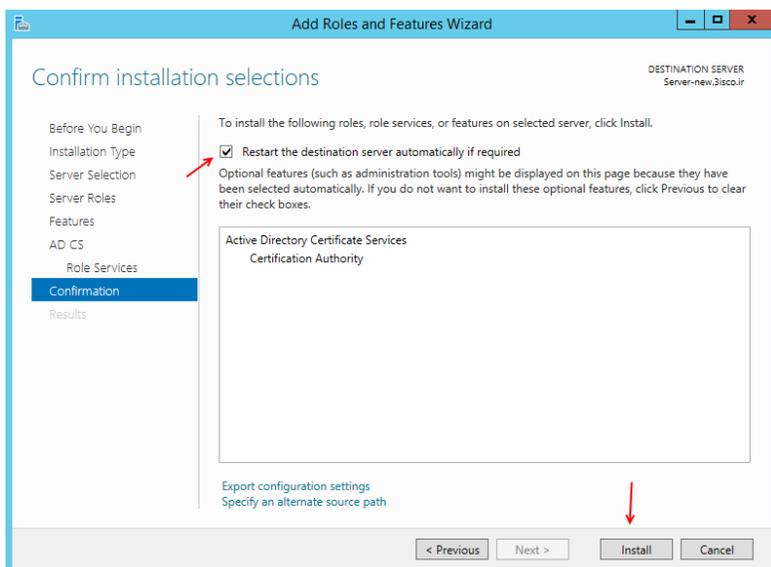 Add Roles and Features Wizard
Confirm installation selections
DESTINATION SERVER
Server-new.3isco.ir
Before You Begin
Installation Type
Server Selection
Server Roles
Features
AD CS
Role Services
Confirmation
Results
To install the following roles, role services, or features on selected server, click Install.
Restart the destination server automatically if required
Optional features (such as administration tools) might be displayed on this page because they have
been selected automatically. If you do not want to install these optional features, click Previous to clear
their check boxes.
Active Directory Certificate Services
Certification Authority
Export configuration settings
Specify an alternate source path
< Previous
Next >
Install
Cancel